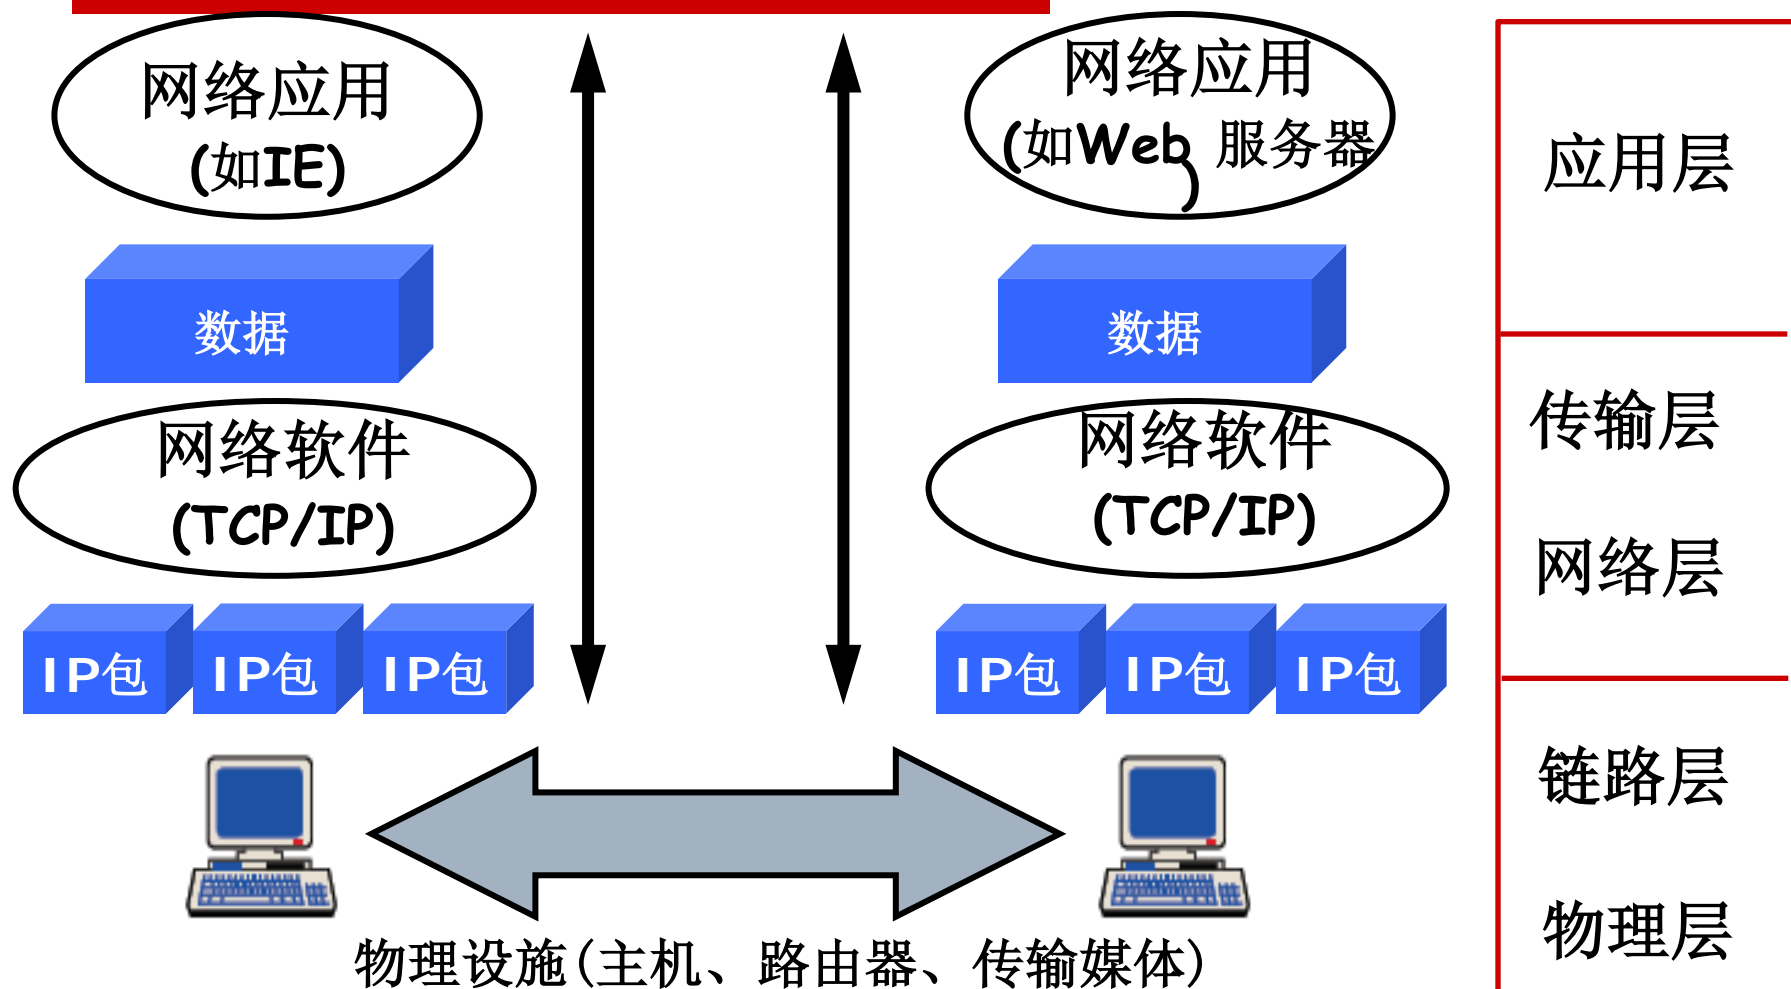 网络应用
(如IE)
数据
网络软件
(TCP/IP)
IP包 IP包 IP包
网络应用
(如Web 服务器
)
数据
网络软件
(TCP/IP)
IP包 IP包 IP包
物理设施(主机、路由器、传输媒体)
应用层
传输层
网络层
链路层
物理层